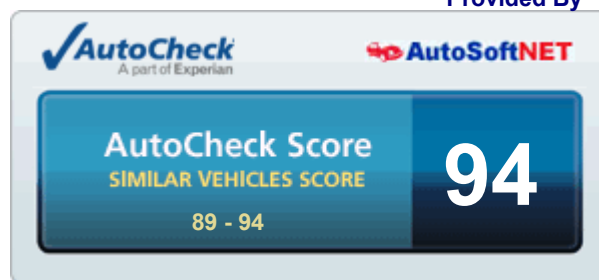 Provided By
AutoCheck
A part of Experian
AutoSoftNET
AutoCheck Score
SIMILAR VEHICLES SCORE
89 - 94
94